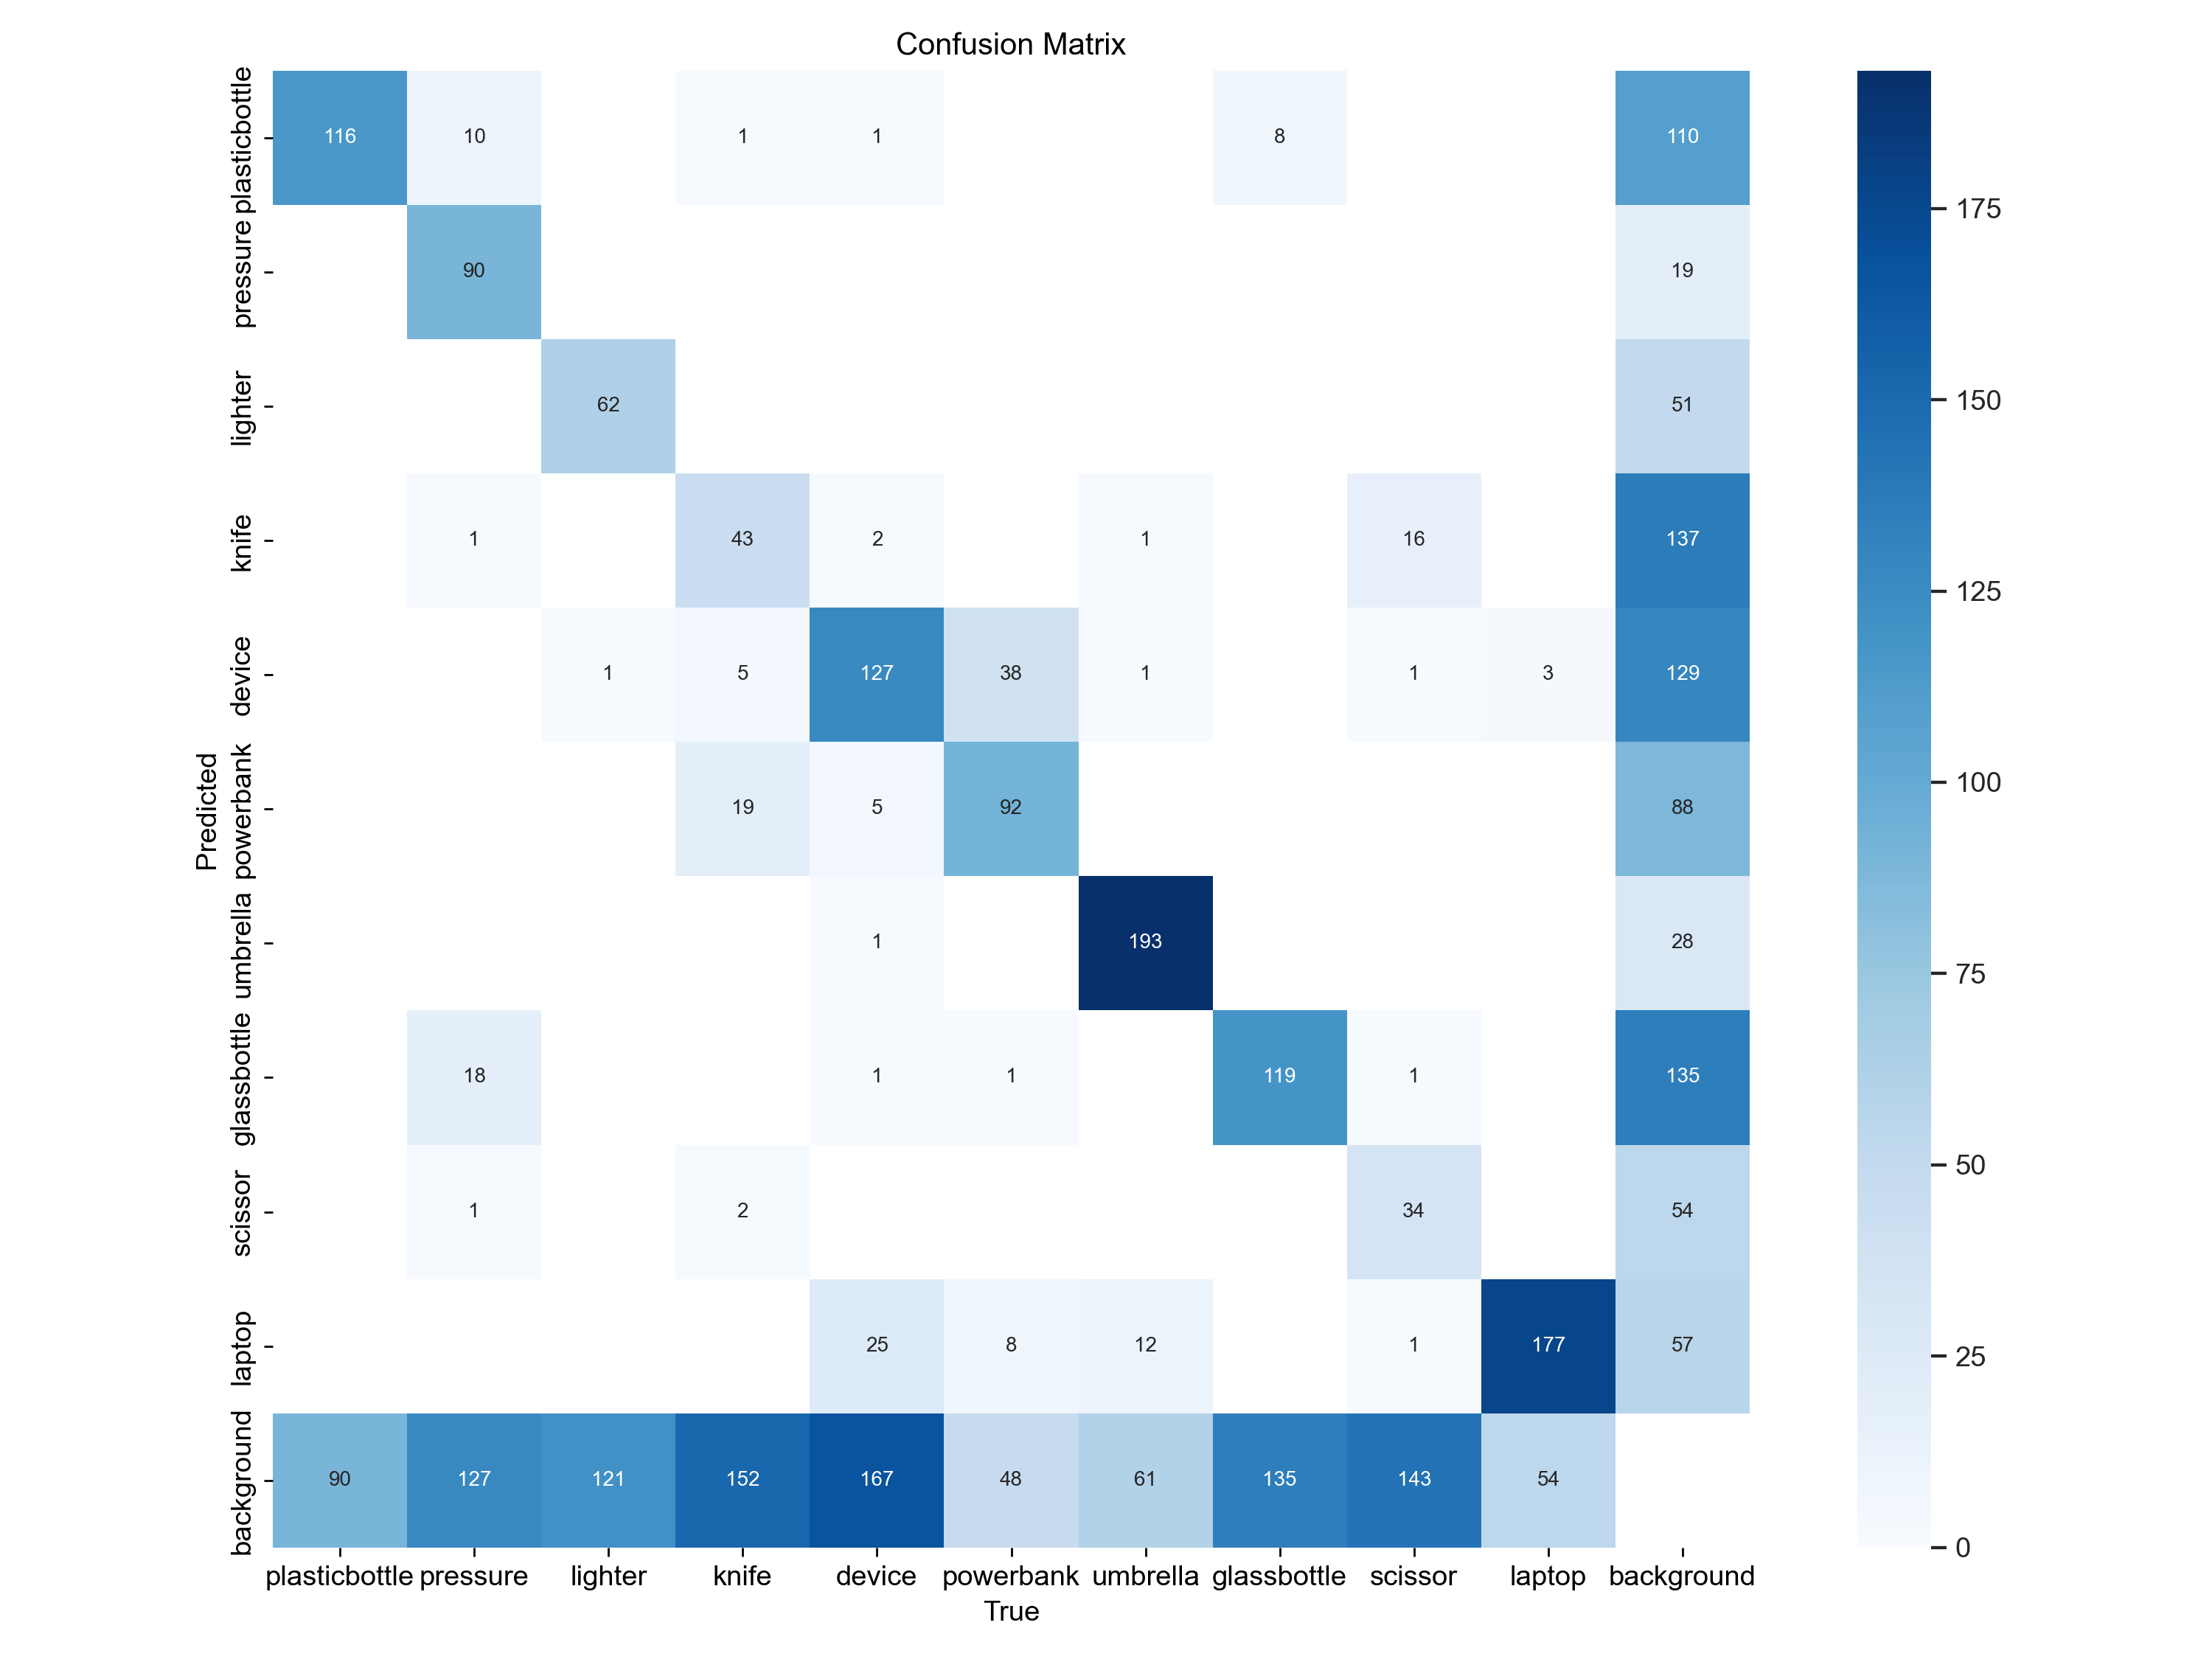 Confusion Matrix
plasticbottle
116 10 1 1 8 110
pressure
90 19
lighter
62 51
knife
1 43 2 1 16 137
device
1 5 127 38 1 1 3 129
powerbank
19 5 92 88
umbrella
1 193 28
glassbottle
18 1 1 119 1 135
scissor
1 2 34 54
laptop
25 8 12 1 177 57
background
90 127 121 152 167 48 61 135 143 54
Predicted
plasticbottle pressure lighter knife device powerbank umbrella glassbottle scissor laptop background
True
175
150
125
100
75
50
25
0